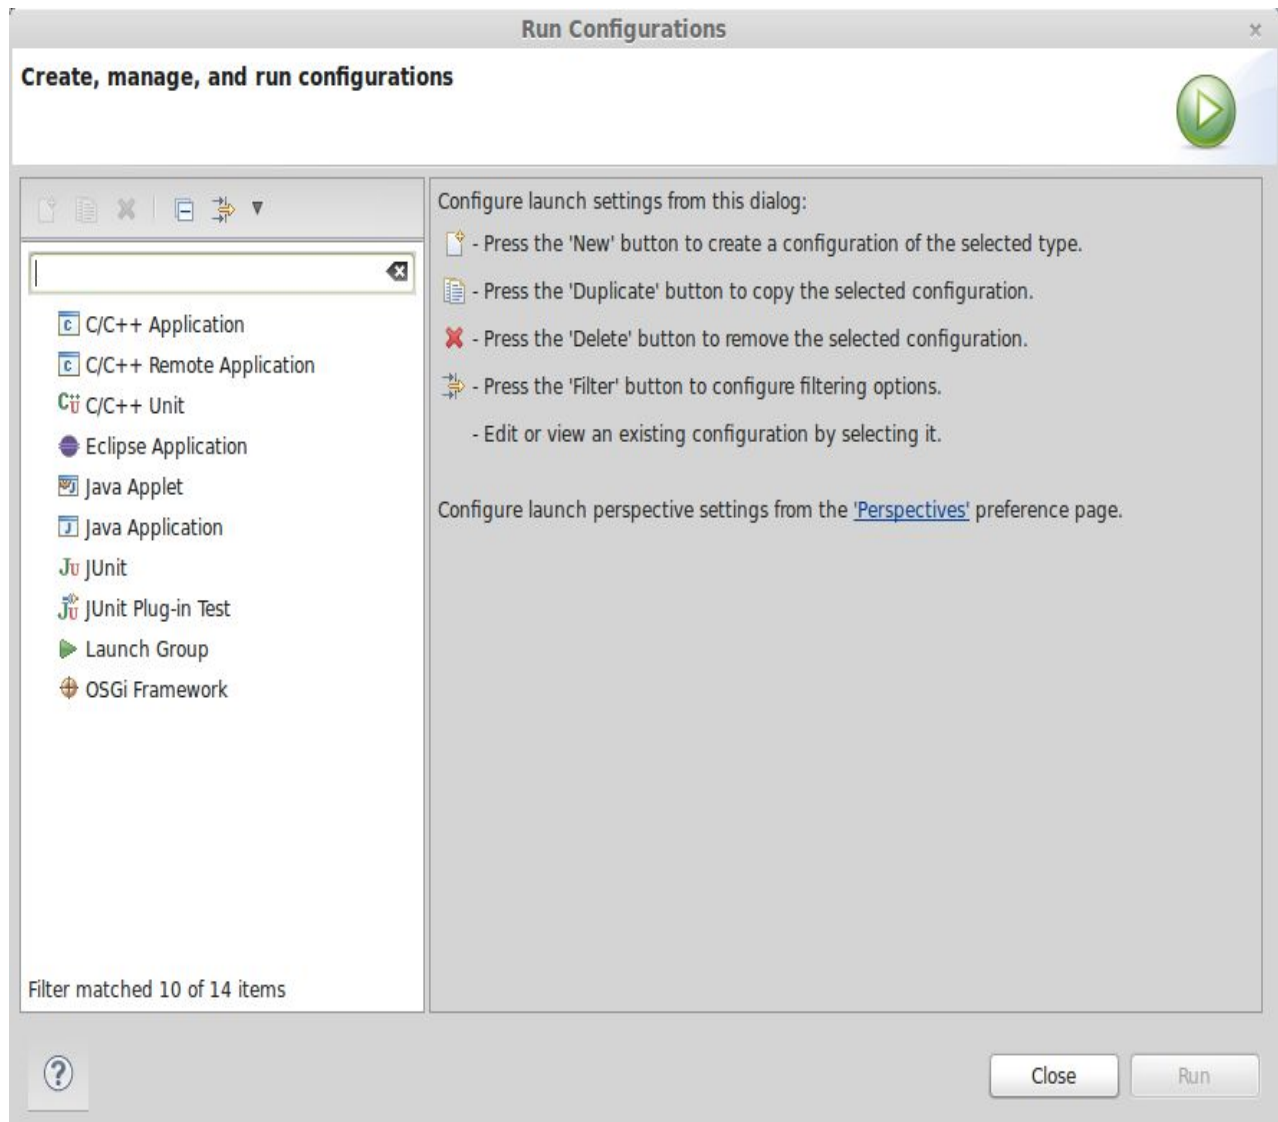 Run Configurations
Create, manage, and run configurations
C/C++ Application
C/C++ Remote Application
C/C++ Unit
Eclipse Application
Java Applet
Java Application
JUnit
JUnit Plug-in Test
Launch Group
OSGi Framework
Filter matched 10 of 14 items
Configure launch settings from this dialog:
- Press the 'New' button to create a configuration of the selected type.
- Press the 'Duplicate' button to copy the selected configuration.
- Press the 'Delete' button to remove the selected configuration.
- Press the 'Filter' button to configure filtering options.
- Edit or view an existing configuration by selecting it.
Configure launch perspective settings from the 'Perspectives' preference page.
Close
Run